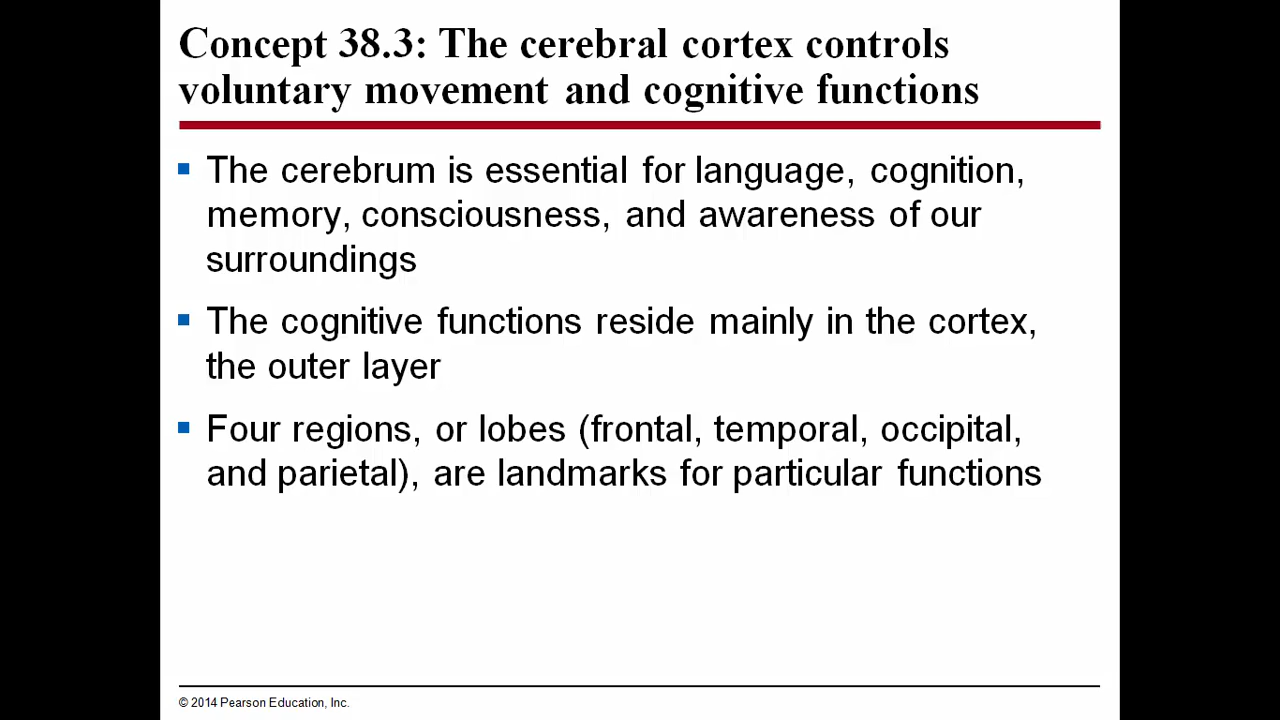 Concept 38.3: The cerebral cortex controls
voluntary movement and cognitive functions
▪ The cerebrum is essential for language, cognition,
memory, consciousness, and awareness of our
surroundings
▪ The cognitive functions reside mainly in the cortex,
the outer layer
▪ Four regions, or lobes (frontal, temporal, occipital,
and parietal), are landmarks for particular functions
© 2014 Pearson Education, Inc.